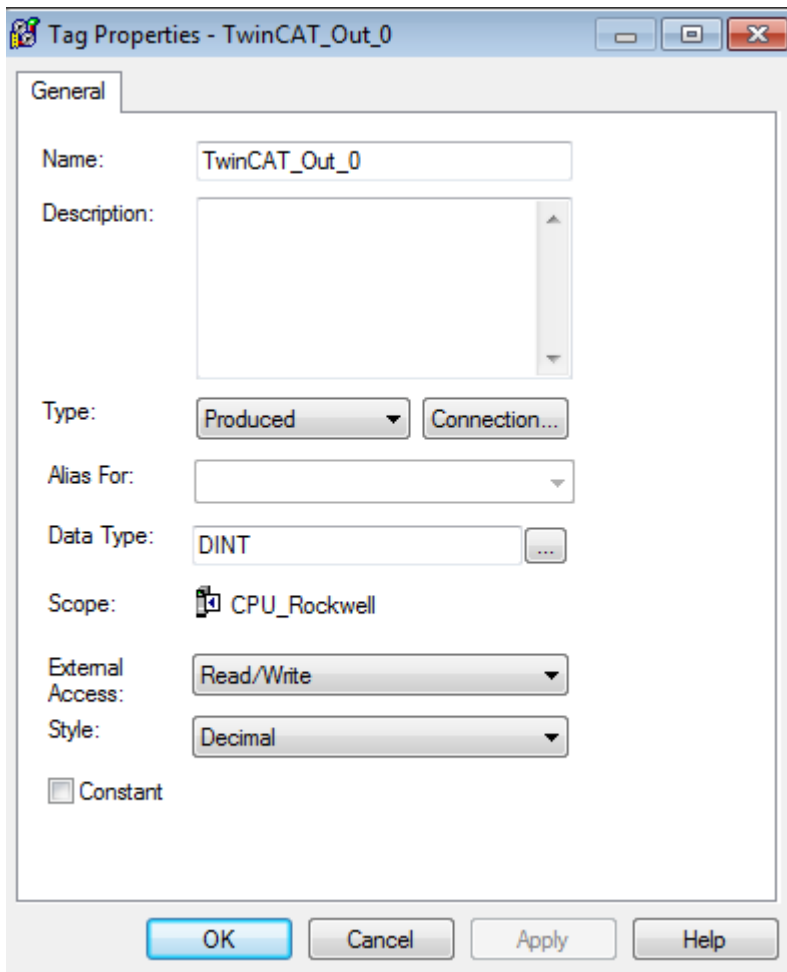 Tag Properties - TwinCAT_Out_0
General
Name: TwinCAT_Out_0
Description:
Type: Produced Connection...
Alias For:
Data Type: DINT ...
Scope: CPU_Rockwell
External
Access: Read/Write
Style: Decimal
Constant
OK Cancel Apply Help